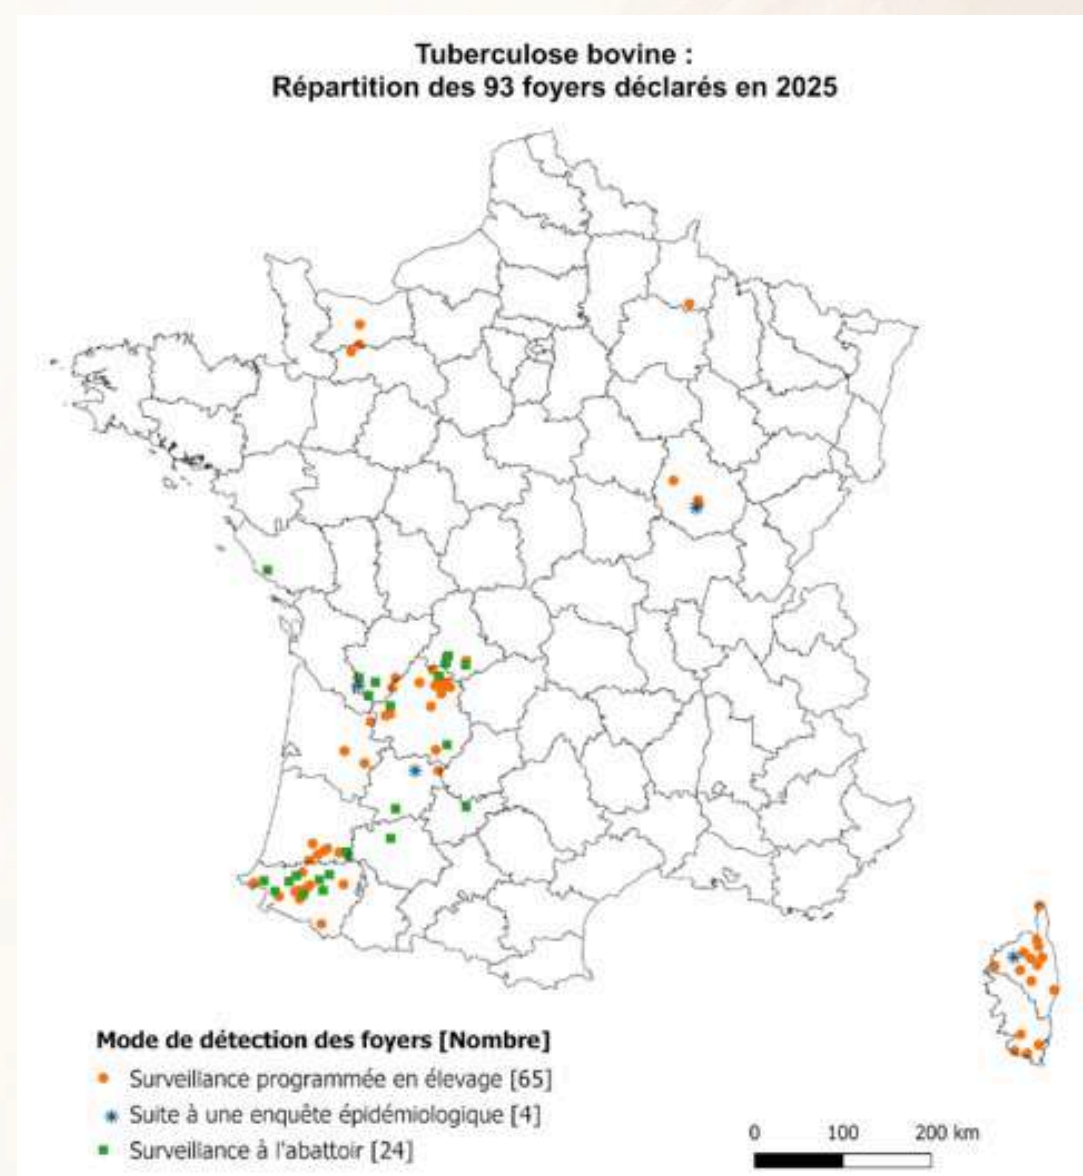 Tuberculose bovine :
Répartition des 93 foyers déclarés en 2025
Mode de détection des foyers [Nombre]
Surveillance programmée en élevage [65]
Suite à une enquête épidémiologique [4]
Surveillance à l'abattoir [24]
0 100 200 km